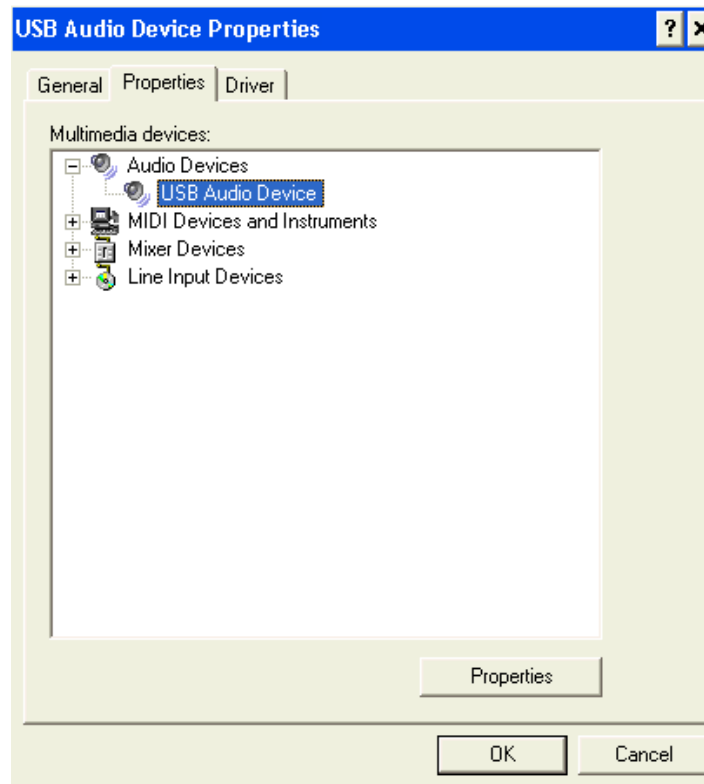 USB Audio Device Properties
General Properties Driver
Multimedia devices:
Audio Devices
USB Audio Device
MIDI Devices and Instruments
Mixer Devices
Line Input Devices
Properties
OK Cancel